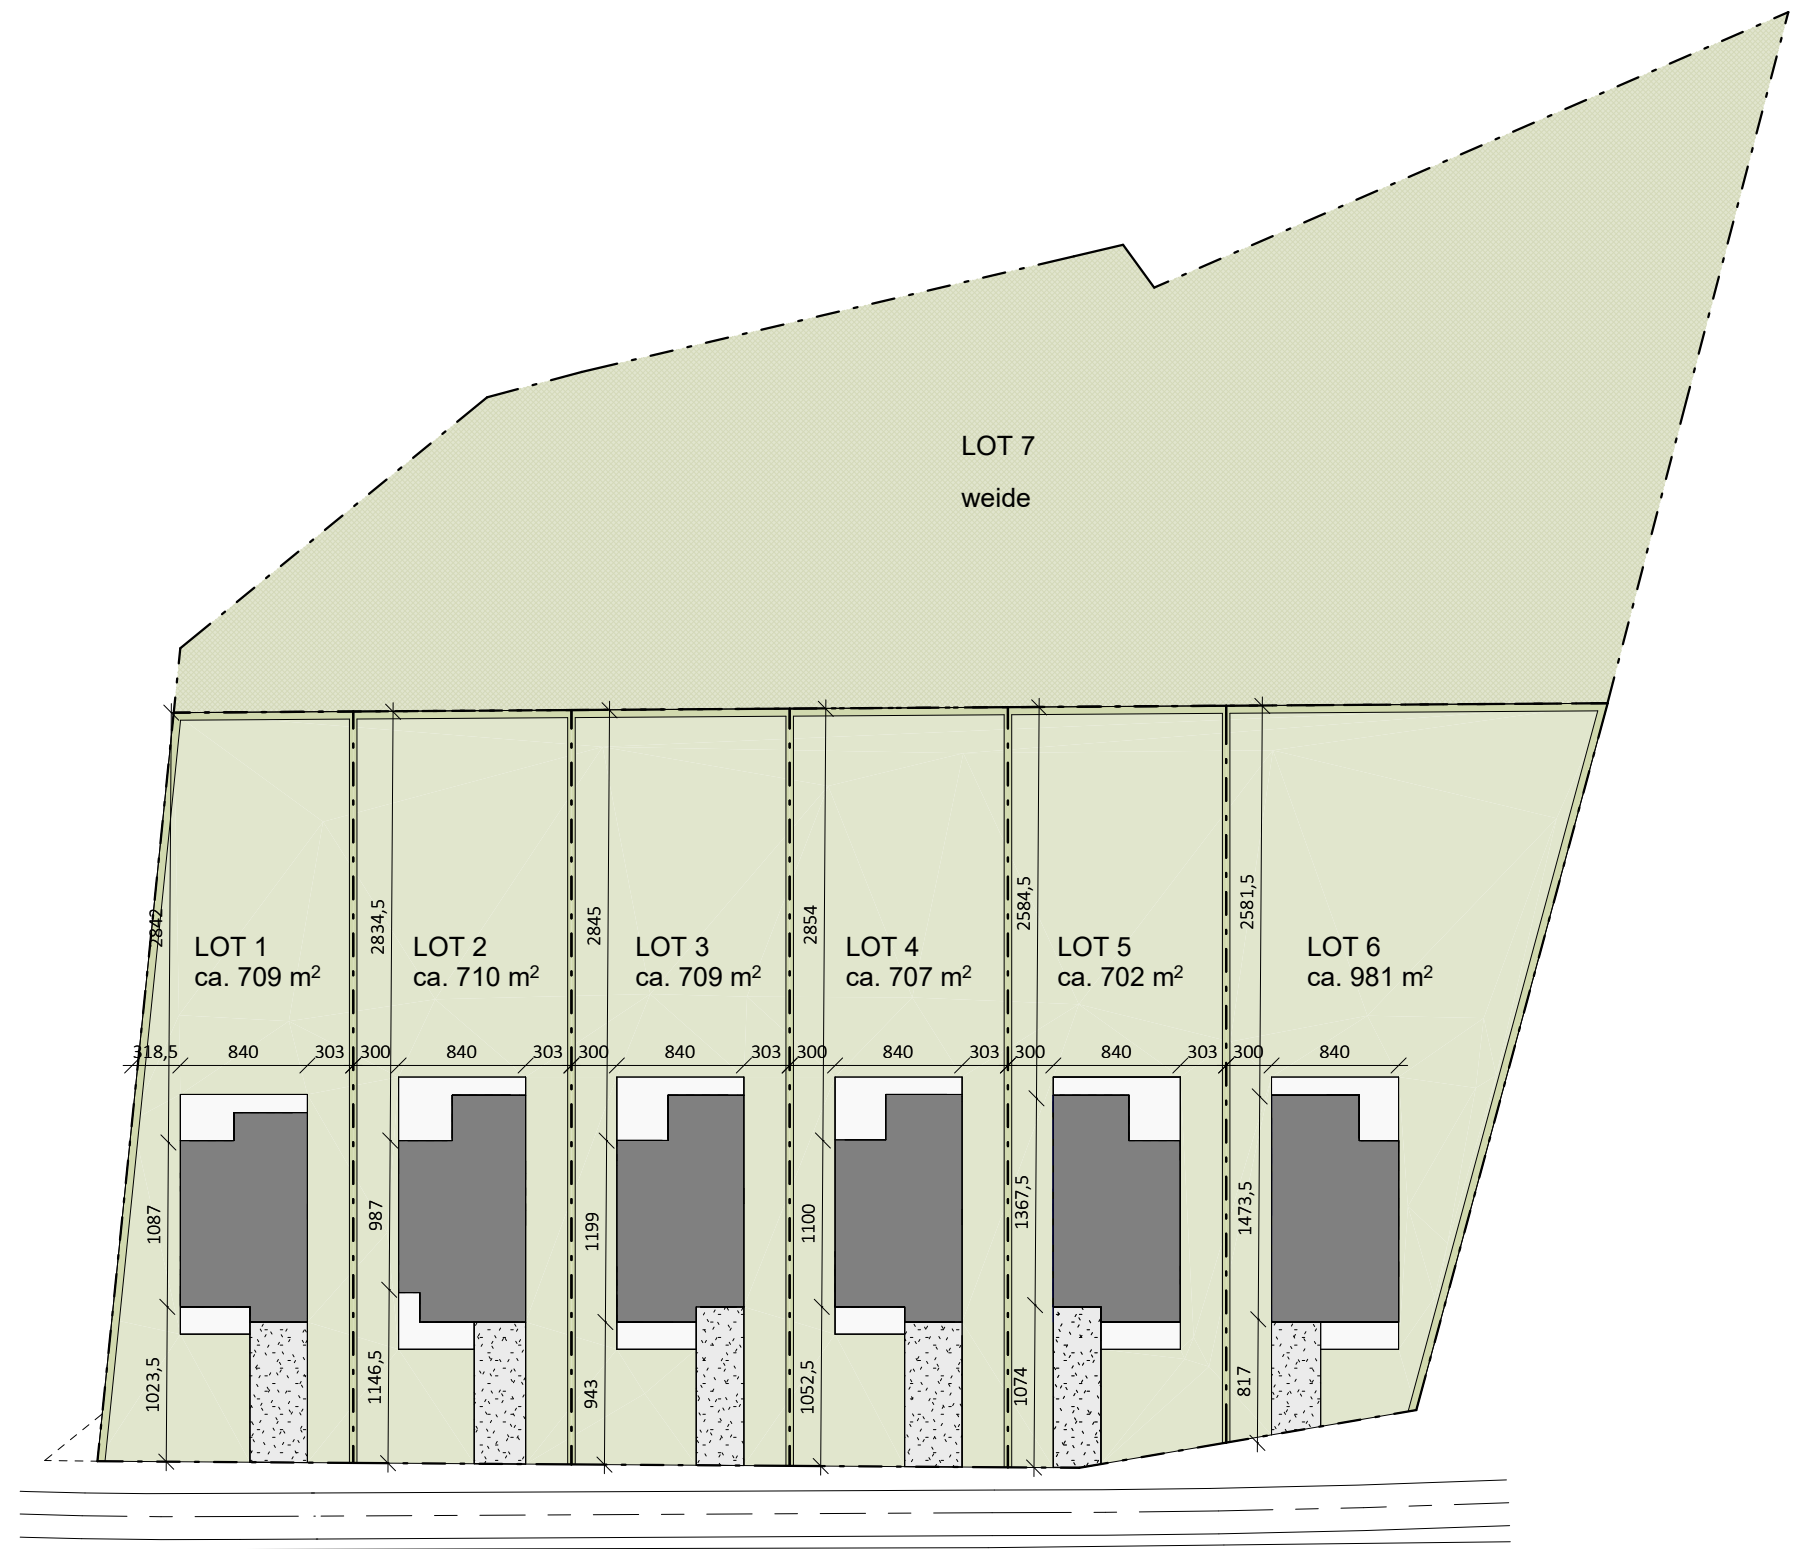 LOT 7
weide
2842
2834,5
2845
2854
2584,5
2581,5
LOT 1
ca. 709 m²
LOT 2
ca. 710 m²
LOT 3
ca. 709 m²
LOT 4
ca. 707 m²
LOT 5
ca. 702 m²
LOT 6
ca. 981 m²
318,5 840 303 300 840 303 300 840 303 300 840 303 300 840 303 300 840
1087
987
1199
1100
1367,5
1473,5
1023,5
1146,5
943
1052,5
1074
817